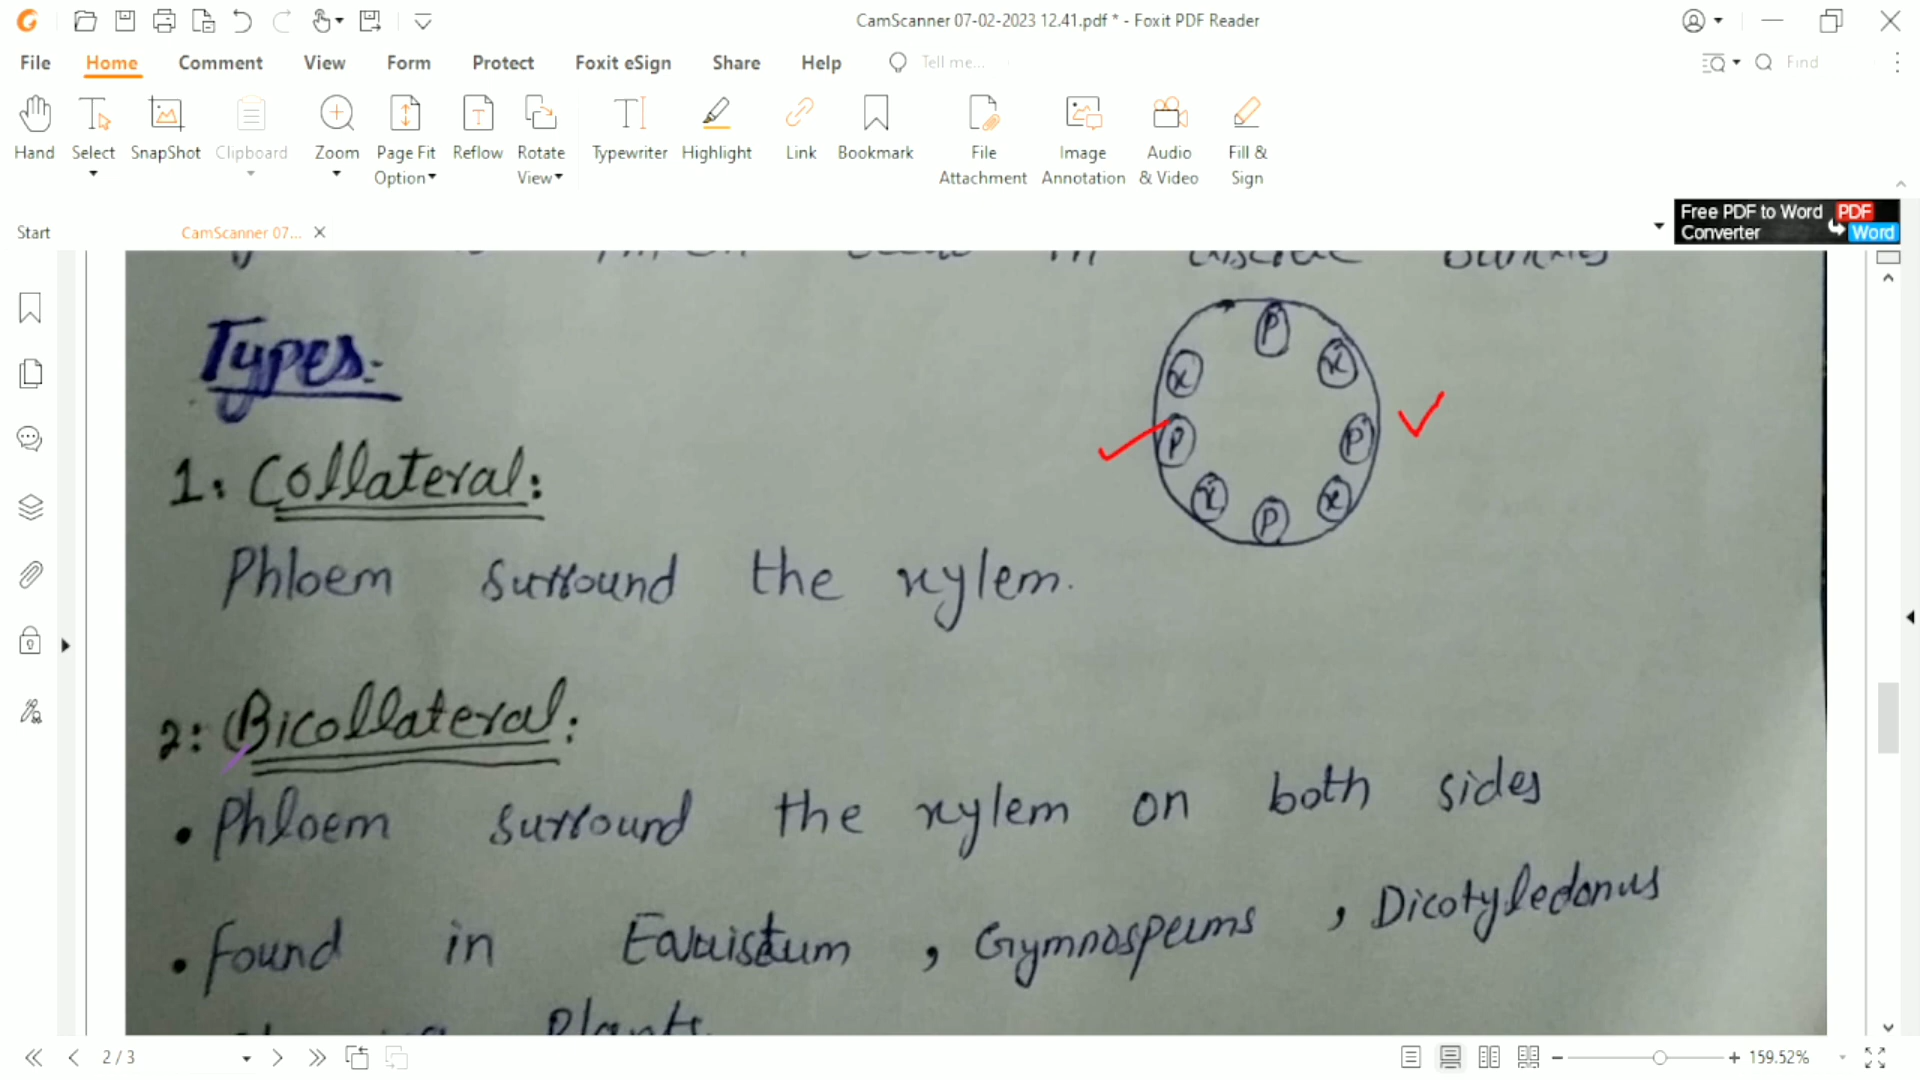 CamScanner 07-02-2023 12.41.pdf * - Foxit PDF Reader
File Home Comment View Form Protect Foxit eSign Share Help Tell me... Find
Hand Select SnapShot Clipboard Zoom Page Fit Option Reflow Rotate View Typewriter Highlight Link Bookmark File Attachment Image Annotation Audio & Video Fill & Sign
Free PDF to Word Converter PDF Word
Start CamScanner 07...
Types:
P
x x
P P
x x
P
1: Collateral:
Phloem surround the xylem.
2: Bicollateral:
• Phloem surround the xylem on both sides
• found in , Gymnosperms , Dicotyledonus
Plants
2 / 3 159.52%